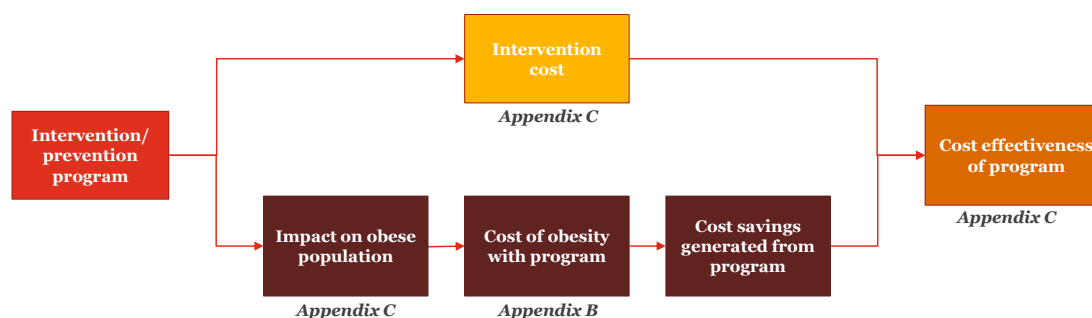 Intervention
cost
Appendix C
Intervention/
prevention
program
Cost effectiveness
of program
Appendix C
Impact on obese
population
Appendix C
Cost of obesity
with program
Appendix B
Cost savings
generated from
program